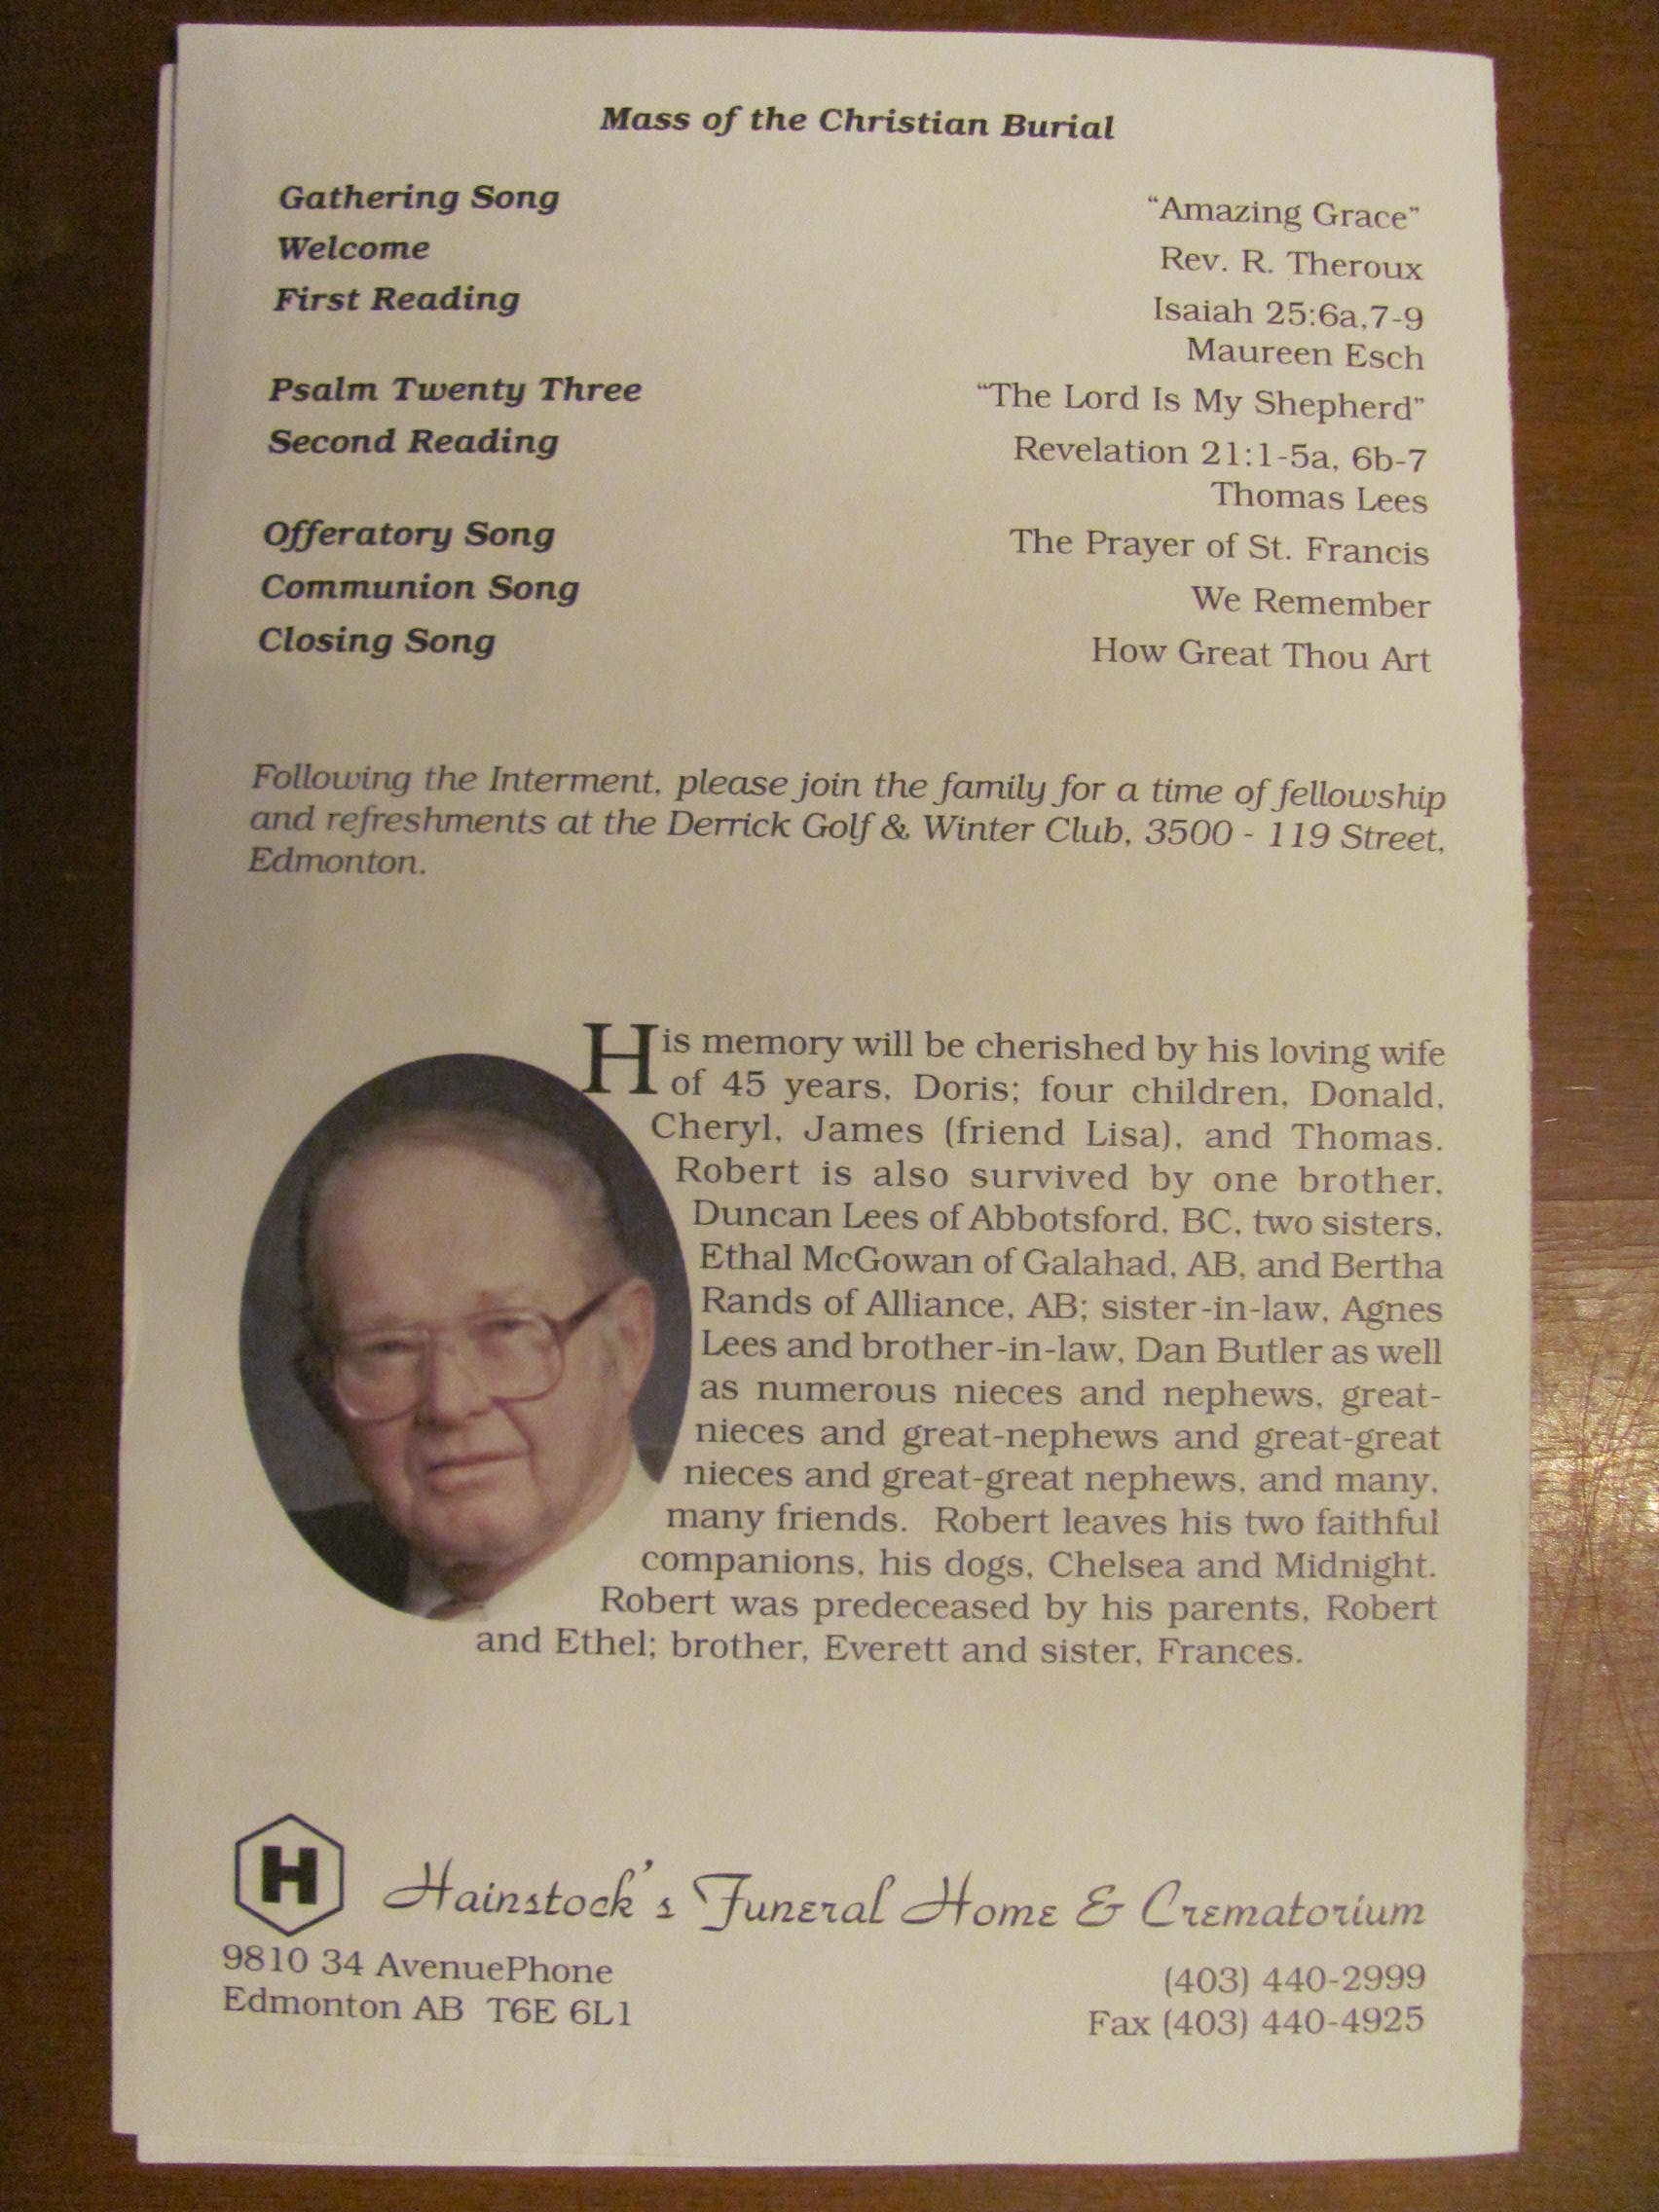 Mass of the Christian Burial
Gathering Song "Amazing Grace"
Welcome Rev. R. Theroux
First Reading Isaiah 25:6a,7-9
Maureen Esch
Psalm Twenty Three "The Lord Is My Shepherd"
Second Reading Revelation 21:1-5a, 6b-7
Thomas Lees
Offeratory Song The Prayer of St. Francis
Communion Song We Remember
Closing Song How Great Thou Art
Following the Interment, please join the family for a time of fellowship
and refreshments at the Derrick Golf & Winter Club, 3500 - 119 Street,
Edmonton.
His memory will be cherished by his loving wife
of 45 years, Doris; four children, Donald,
Cheryl, James (friend Lisa), and Thomas.
Robert is also survived by one brother,
Duncan Lees of Abbotsford, BC, two sisters,
Ethal McGowan of Galahad, AB, and Bertha
Rands of Alliance, AB; sister-in-law, Agnes
Lees and brother-in-law, Dan Butler as well
as numerous nieces and nephews, great-
nieces and great-nephews and great-great
nieces and great-great nephews, and many,
many friends. Robert leaves his two faithful
companions, his dogs, Chelsea and Midnight.
Robert was predeceased by his parents, Robert
and Ethel; brother, Everett and sister, Frances.
H Hainstock's Funeral Home & Crematorium
9810 34 AvenuePhone (403) 440-2999
Edmonton AB T6E 6L1 Fax (403) 440-4925